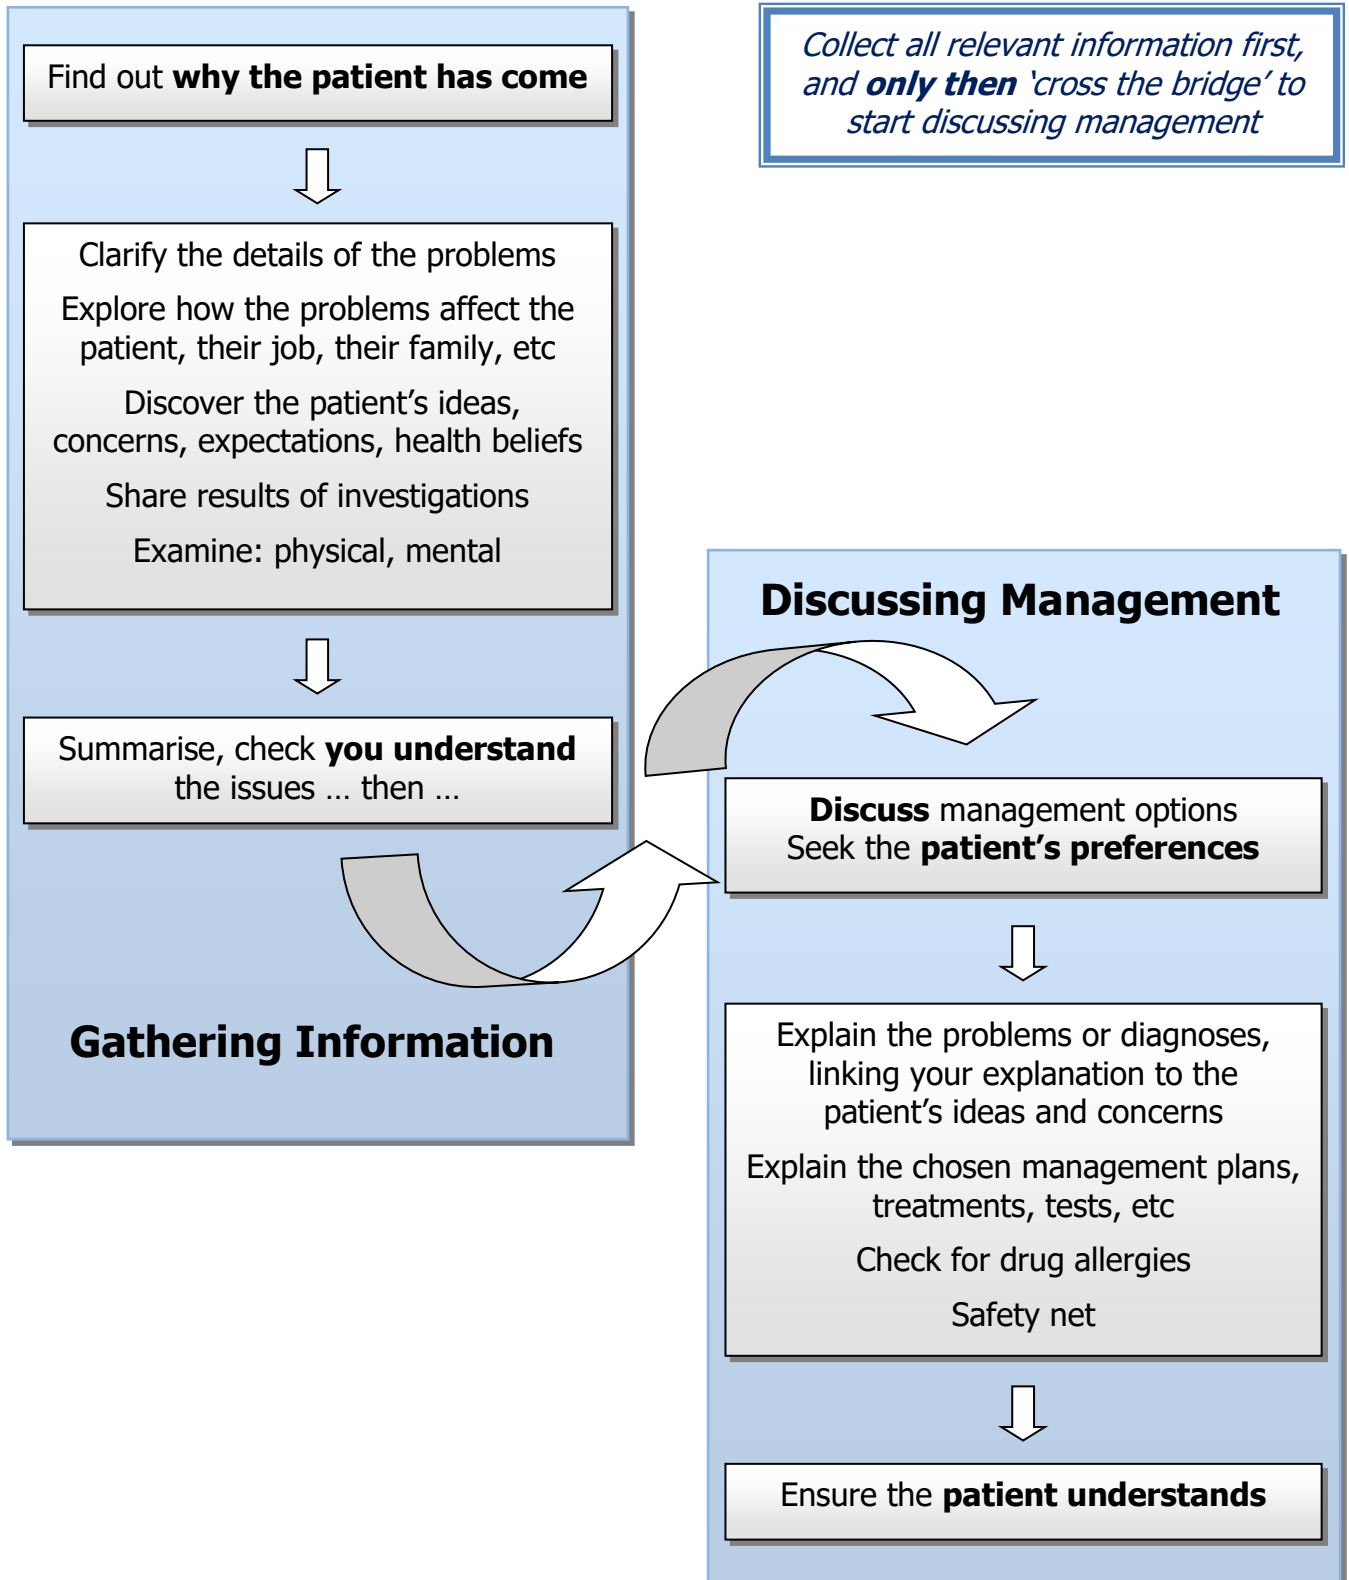 Find out why the patient has come
Clarify the details of the problems
Explore how the problems affect the
patient, their job, their family, etc
Discover the patient’s ideas,
concerns, expectations, health beliefs
Share results of investigations
Examine: physical, mental
Summarise, check you understand
the issues … then …
Gathering Information
Collect all relevant information first,
and only then ‘cross the bridge’ to
start discussing management
Discussing Management
Discuss management options
Seek the patient’s preferences
Explain the problems or diagnoses,
linking your explanation to the
patient’s ideas and concerns
Explain the chosen management plans,
treatments, tests, etc
Check for drug allergies
Safety net
Ensure the patient understands